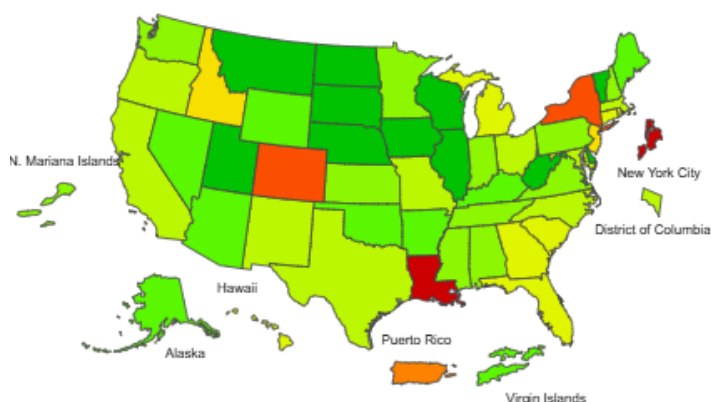 N. Mariana Islands
New York City
District of Columbia
Hawaii
Puerto Rico
Alaska
Virgin Islands